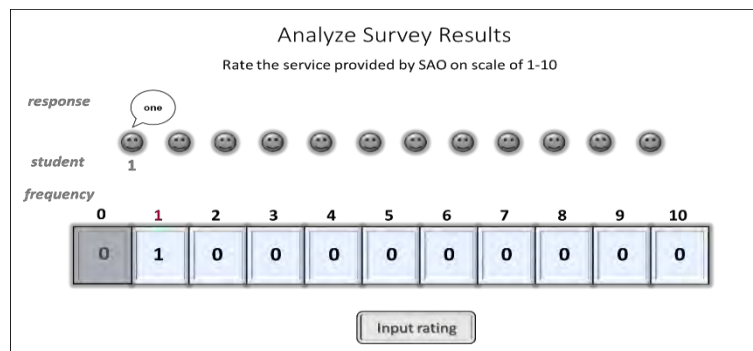 Analyze Survey Results
Rate the service provided by SAO on scale of 1-10
response
one
student
1
frequency
0 1 2 3 4 5 6 7 8 9 10
0 1 0 0 0 0 0 0 0 0 0
Input rating